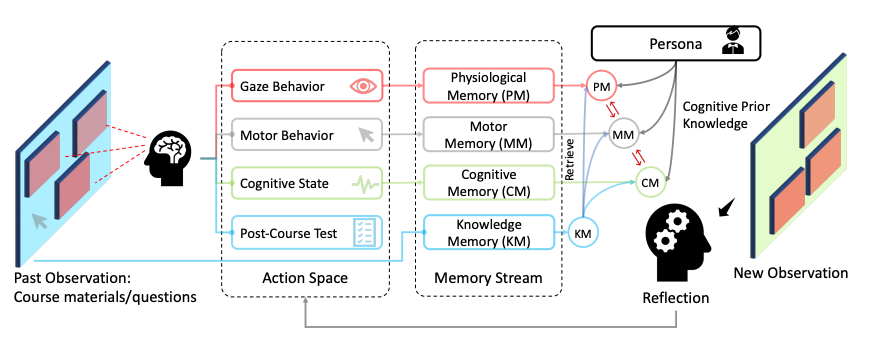 Persona
Gaze Behavior
Physiological
Memory (PM)
PM
Cognitive Prior
Knowledge
Motor Behavior
Motor
Memory (MM)
MM
Retrieve
Cognitive State
Cognitive
Memory (CM)
CM
Post-Course Test
Knowledge
Memory (KM)
KM
Past Observation:
Course materials/questions
Action Space
Memory Stream
Reflection
New Observation